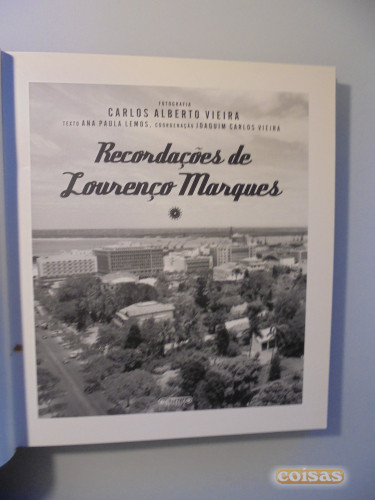 FOTOGRAFIA
CARLOS ALBERTO VIEIRA
TEXTO ANA PAULA LEMOS, COORDENAÇÃO JOAQUIM CARLOS VIEIRA
Recordações de
Lourenço Marques
coisas